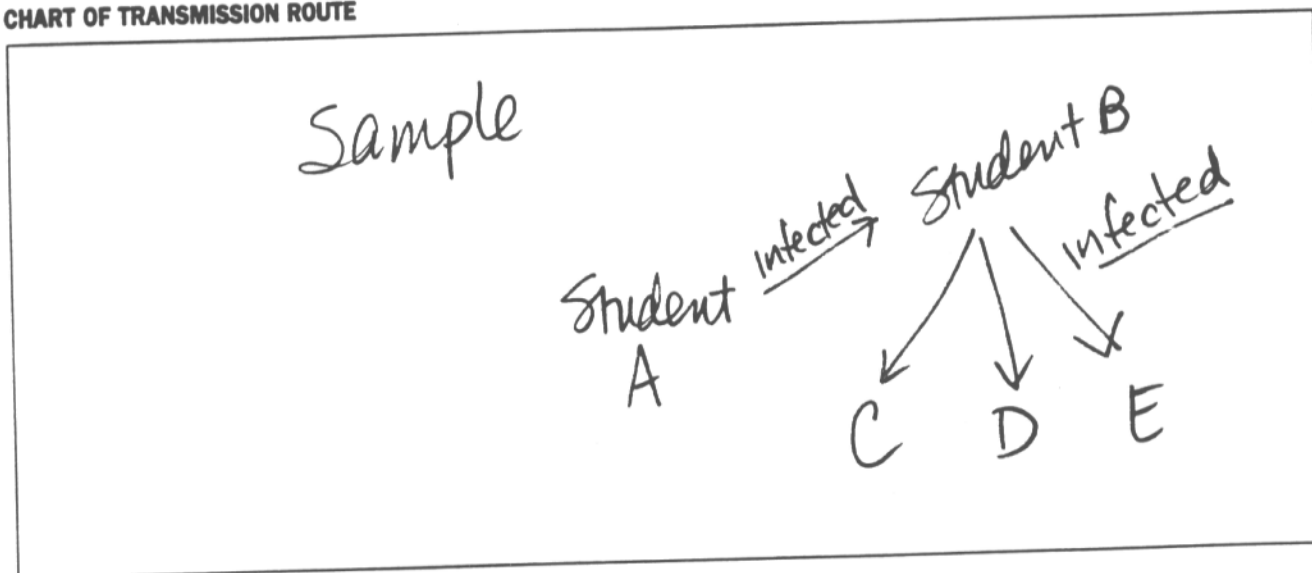 CHART OF TRANSMISSION ROUTE
Sample
Student B
infected
infected
Student
A
C D E